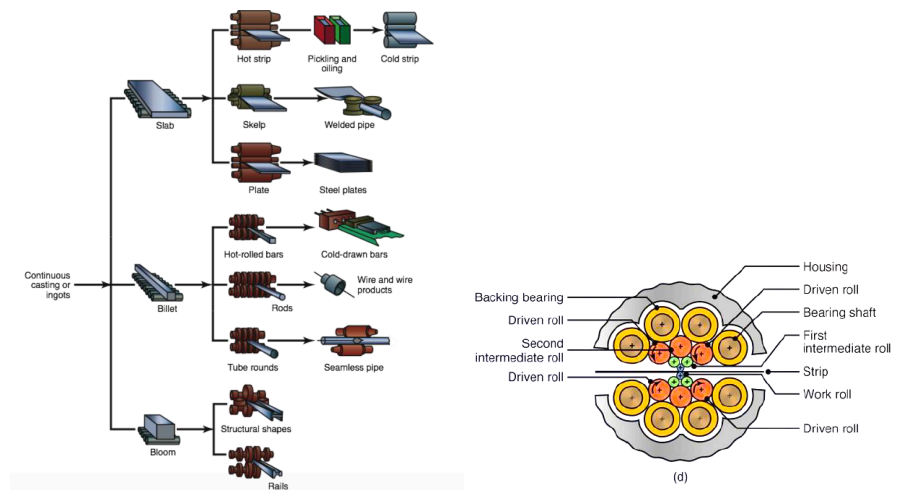 Hot strip
Pickling and
oiling
Cold strip
Slab
Skelp
Welded pipe
Plate
Steel plates
Hot-rolled bars
Cold-drawn bars
Continuous
casting or
ingots
Billet
Rods
Wire and wire
products
Tube rounds
Seamless pipe
Bloom
Structural shapes
Rails
Backing bearing
Driven roll
Second
intermediate roll
Driven roll
Housing
Driven roll
Bearing shaft
First
intermediate roll
Strip
Work roll
Driven roll
(d)